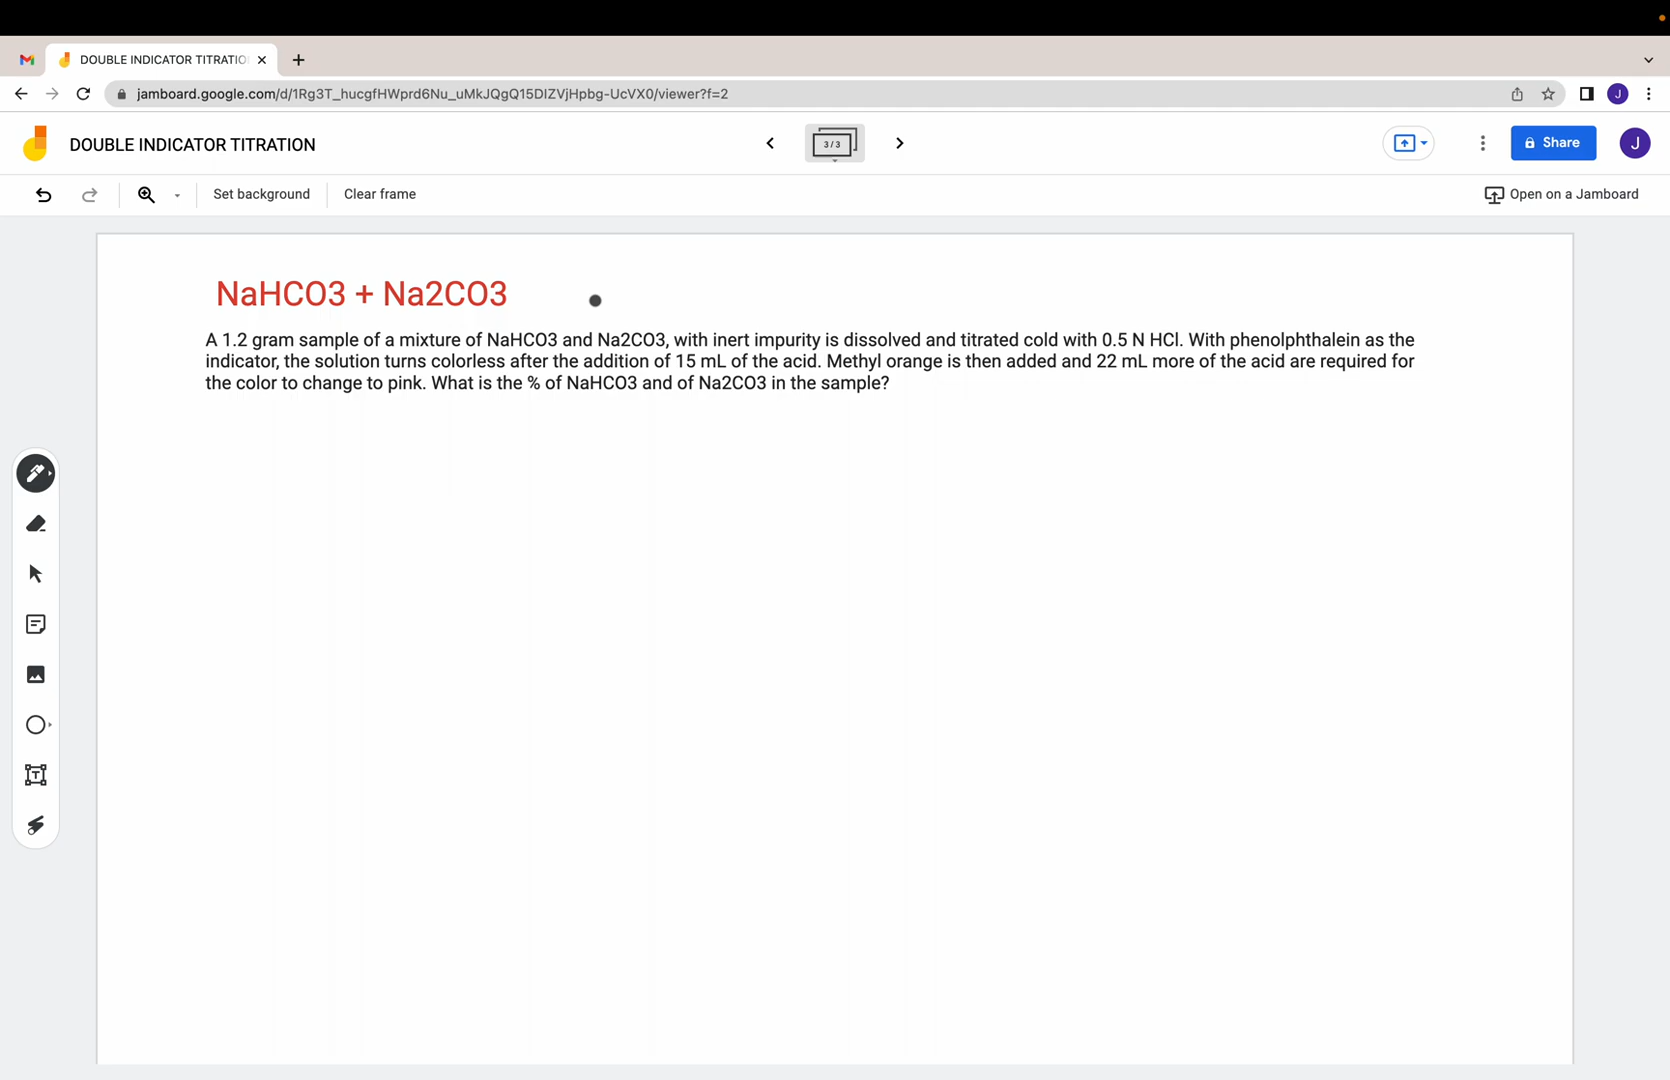 DOUBLE INDICATOR TITRATIO
jamboard.google.com/d/1Rg3T_hucgfHWprd6Nu_uMkJQgQ15DIZVjHpbg-UcVX0/viewer?f=2
J
DOUBLE INDICATOR TITRATION
3 / 3
Share
J
Set background
Clear frame
Open on a Jamboard
NaHCO3 + Na2CO3
A 1.2 gram sample of a mixture of NaHCO3 and Na2CO3, with inert impurity is dissolved and titrated cold with 0.5 N HCl. With phenolphthalein as the
indicator, the solution turns colorless after the addition of 15 mL of the acid. Methyl orange is then added and 22 mL more of the acid are required for
the color to change to pink. What is the % of NaHCO3 and of Na2CO3 in the sample?